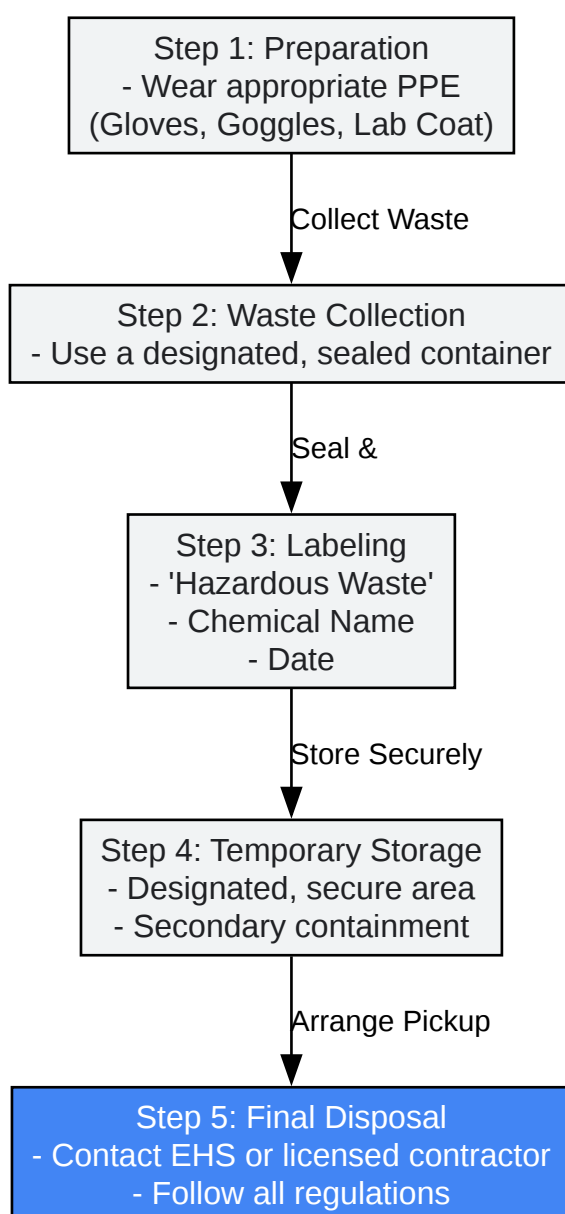 Step 1: Preparation
- Wear appropriate PPE
(Gloves, Goggles, Lab Coat)
Collect Waste
Step 2: Waste Collection
- Use a designated, sealed container
Seal &
Step 3: Labeling
- 'Hazardous Waste'
- Chemical Name
- Date
Store Securely
Step 4: Temporary Storage
- Designated, secure area
- Secondary containment
Arrange Pickup
Step 5: Final Disposal
- Contact EHS or licensed contractor
- Follow all regulations